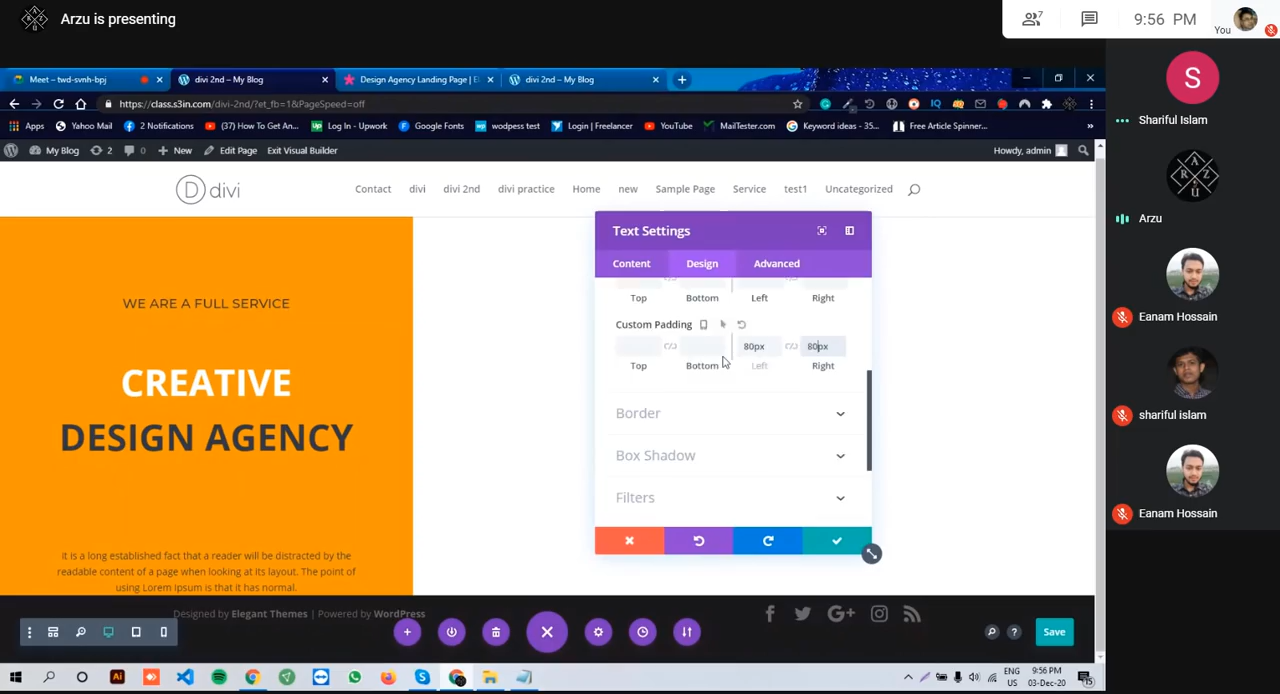 Arzu is presenting
7
9:56 PM
You
Meet – twd-svnh-bpj
divi 2nd – My Blog
Design Agency Landing Page | El
divi 2nd – My Blog
https://class.s3in.com/divi-2nd/?et_fb=1&PageSpeed=off
Apps
Yahoo Mail
2 Notifications
(37) How To Get An...
Log In - Upwork
Google Fonts
wodpess test
Login | Freelancer
YouTube
MailTester.com
Keyword ideas - 35...
Free Article Spinner...
My Blog
2
0
New
Edit Page
Exit Visual Builder
Howdy, admin
D divi
Contact
divi
divi 2nd
divi practice
Home
new
Sample Page
Service
test1
Uncategorized
WE ARE A FULL SERVICE
CREATIVE
DESIGN AGENCY
It is a long established fact that a reader will be distracted by the
readable content of a page when looking at its layout. The point of
using Lorem Ipsum is that it has normal.
Text Settings
Content
Design
Advanced
Top
Bottom
Left
Right
Custom Padding
80px
80px
Top
Bottom
Left
Right
Border
Box Shadow
Filters
Designed by Elegant Themes | Powered by WordPress
Save
S
Shariful Islam
A
R
Z
U
Arzu
Eanam Hossain
shariful islam
Eanam Hossain
ENG
US
9:56 PM
03-Dec-20
15